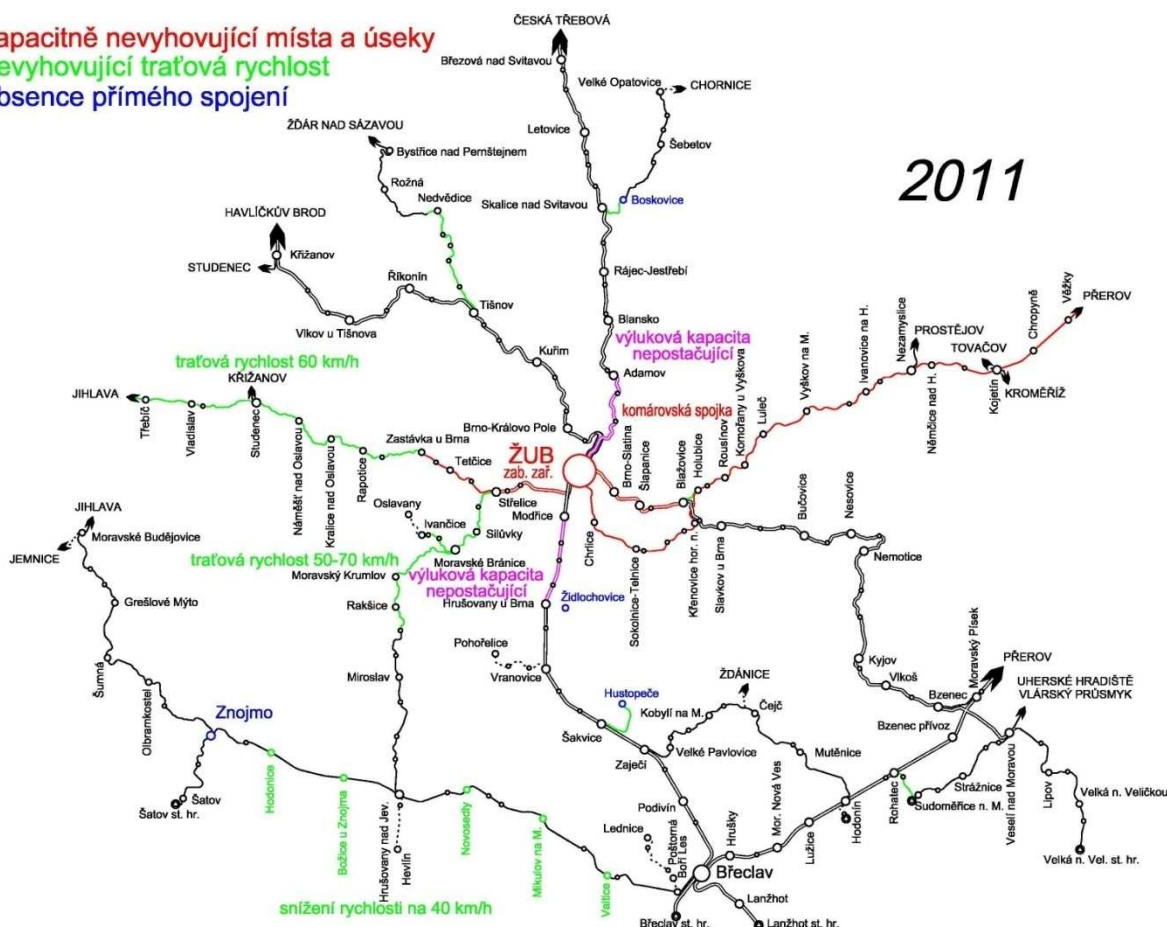 apacitně nevyhovující místa a úseky
evyhovující traťová rychlost
bsence přímého spojení
2011
ČESKÁ TŘEBOVÁ
Březová nad Svitavou
Velké Opatovice
CHORNICE
Letovice
Šebetov
ŽĎÁR NAD SÁZAVOU
Bystřice nad Pernštejnem
Rožná
Nedvědice
Skalice nad Svitavou
Boskovice
HAVLÍČKŮV BROD
Křižanov
STUDENEC
Říkonín
Rájec-Jestřebí
Tišnov
Vlkov u Tišnova
Blansko
Kuřim
výluková kapacita
nepostačující
Adamov
traťová rychlost 60 km/h
KŘIŽANOV
JIHLAVA
Třebíč
Vladislav
Studenec
Náměšť nad Oslavou
Kralice nad Oslavou
Rapotice
Zastávka u Brna
Tetčice
Brno-Královo Pole
komárovská spojka
ŽUB
zab. zař.
Střelice
Modřice
Brno-Slatina
Šlapanice
Blažovice
Holubice
Rousínov
Komořany u Vyškova
Luleč
Vyškov na M.
Ivanovice na H.
Nezamyslice
Němčice nad H.
PROSTĚJOV
TOVAČOV
Kojetín
KROMĚŘÍŽ
Chropyně
Věžky
PŘEROV
Oslavany
Ivančice
Silůvky
Moravské Bránice
traťová rychlost 50-70 km/h
Moravský Krumlov
výluková kapacita
nepostačující
Hrušovany u Brna
Židlochovice
Chrlice
Sokolnice-Telnice
Křenovice hor. n.
Slavkov u Brna
Bučovice
Nesovice
Nemotice
JIHLAVA
Moravské Budějovice
JEMNICE
Grešlové Mýto
Šumná
Olbramkostel
Rakšice
Miroslav
Pohořelice
Vranovice
Hustopeče
Šakvice
Kobylí na M.
ŽDÁNICE
Čejč
Zaječí
Velké Pavlovice
Mutěnice
Kyjov
Vlkoš
Bzenec
Moravský Písek
PŘEROV
UHERSKÉ HRADIŠTĚ
VLÁRSKÝ PRŮSMYK
Bzenec přívoz
Znojmo
Šatov
Šatov st. hr.
Hodonice
Božice u Znojma
Hrušovany nad Jev.
Hevlín
Novosedly
Mikulov na M.
Valtice
snížení rychlosti na 40 km/h
Podivín
Lednice
Poštorná
Boří Les
Břeclav
Břeclav st. hr.
Hrušky
Mor. Nová Ves
Lužice
Hodonín
Rohatec
Sudoměřice n. M.
Strážnice
Veselí nad Moravou
Lipov
Velká n. Veličkou
Velká n. Vel. st. hr.
Lanžhot
Lanžhot st. hr.